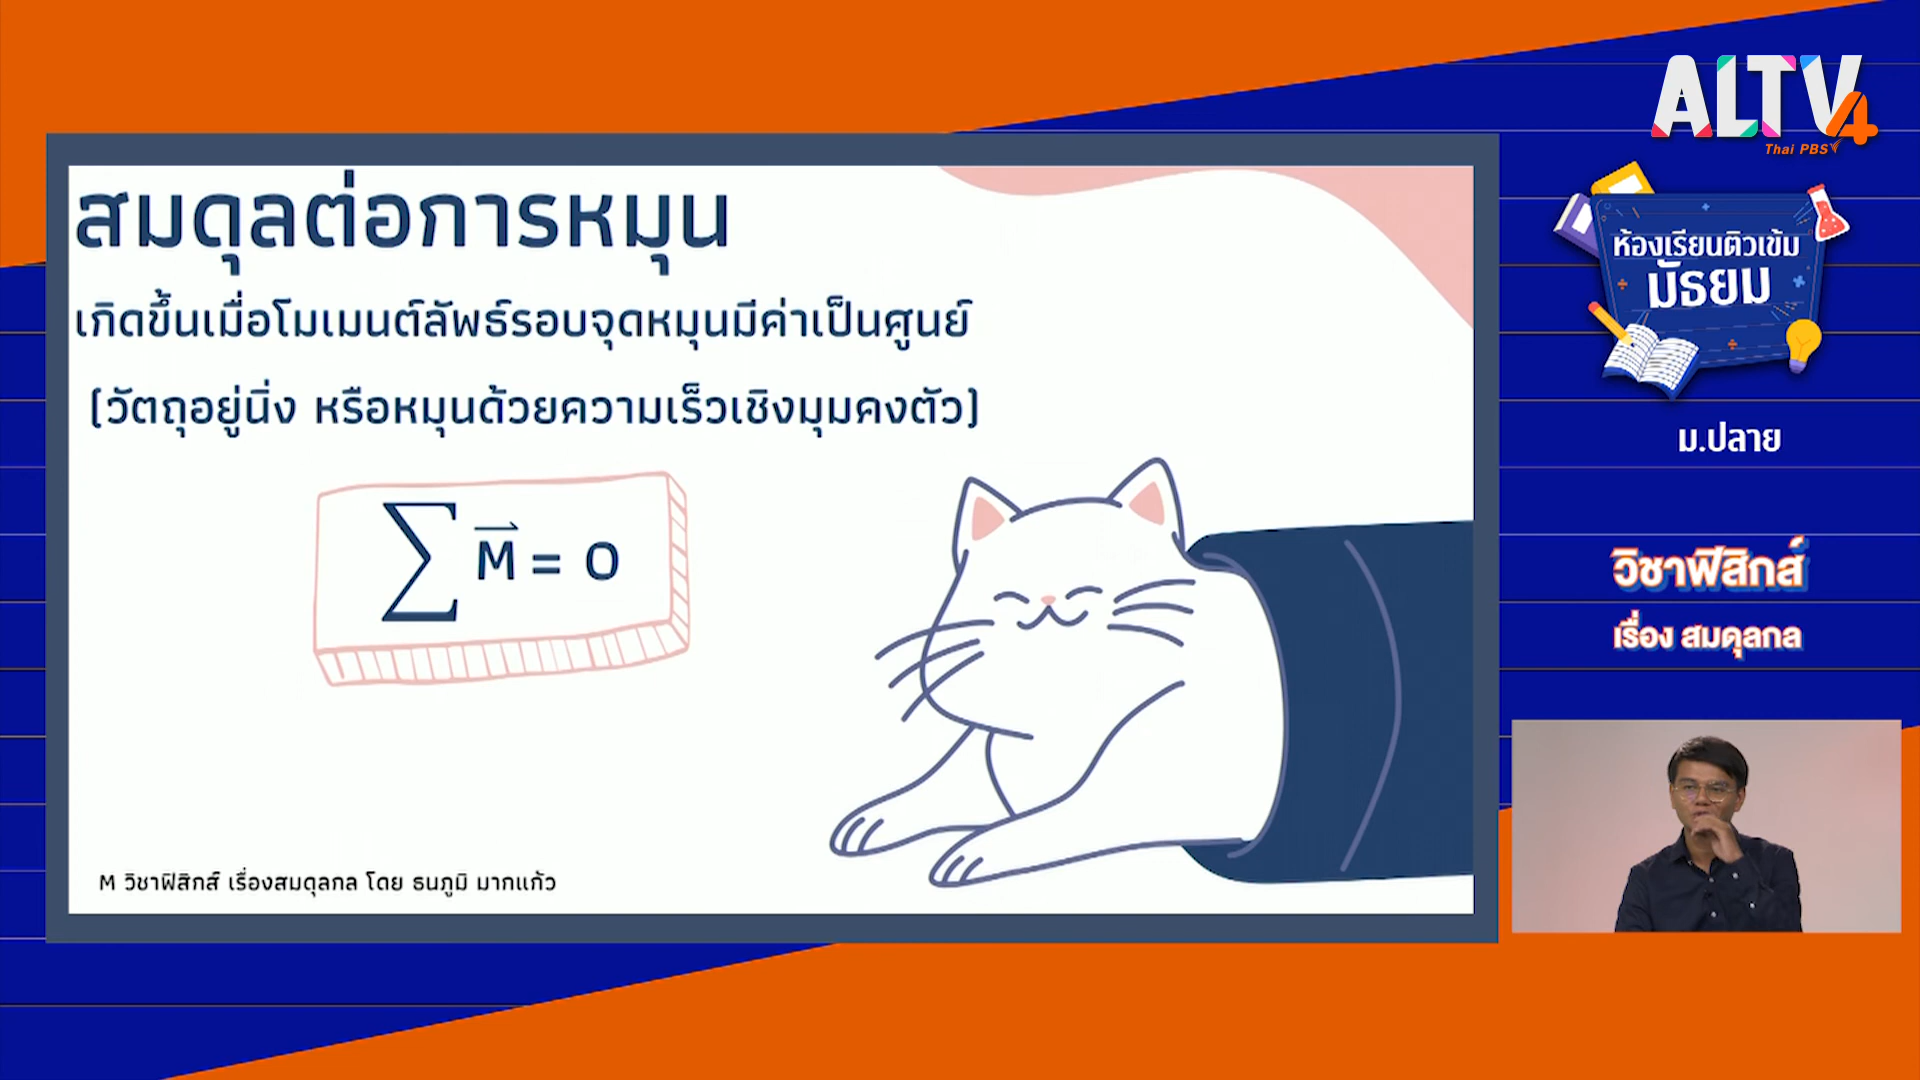 ALTV4
Thai PBS
สมดุลต่อการหมุน
เกิดขึ้นเมื่อโมเมนต์ลัพธ์รอบจุดหมุนมีค่าเป็นศูนย์
(วัตถุอยู่นิ่ง หรือหมุนด้วยความเร็วเชิงมุมคงตัว)
∑ M⃗ = 0
M วิชาฟิสิกส์ เรื่องสมดุลกล โดย ธนภูมิ มากแก้ว
ห้องเรียนติวเข้ม
มัธยม
ม.ปลาย
วิชาฟิสิกส์
เรื่อง สมดุลกล